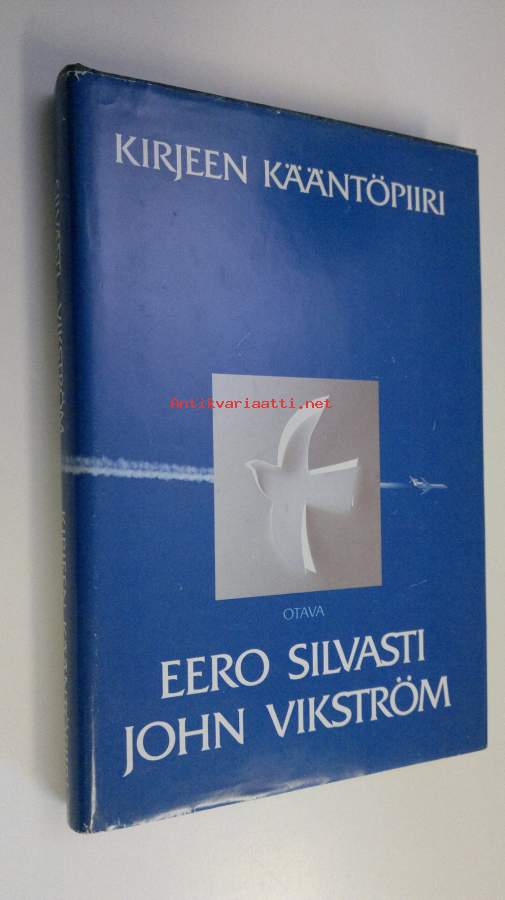 KIRJEEN KÄÄNTÖPIIRI
Antikvariaatti.net
OTAVA
EERO SILVASTI
JOHN VIKSTRÖM